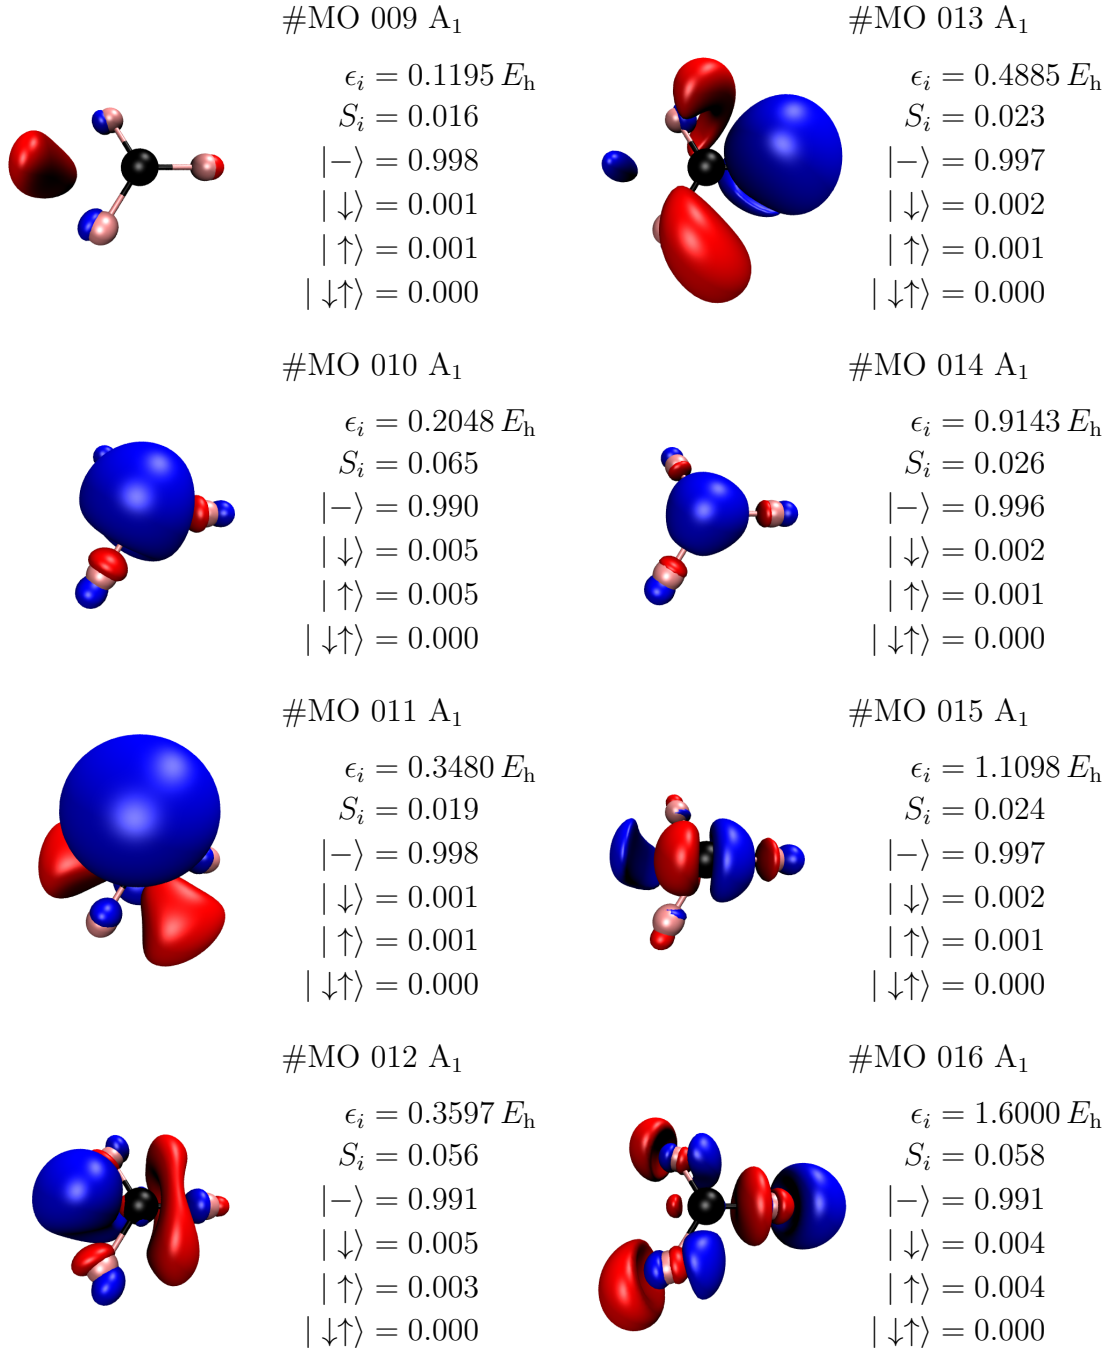 #MO 009 A₁
ϵᵢ = 0.1195 Eₕ
Sᵢ = 0.016
|−⟩ = 0.998
| ↓⟩ = 0.001
| ↑⟩ = 0.001
| ↓↑⟩ = 0.000
#MO 013 A₁
ϵᵢ = 0.4885 Eₕ
Sᵢ = 0.023
|−⟩ = 0.997
| ↓⟩ = 0.002
| ↑⟩ = 0.001
| ↓↑⟩ = 0.000
#MO 010 A₁
ϵᵢ = 0.2048 Eₕ
Sᵢ = 0.065
|−⟩ = 0.990
| ↓⟩ = 0.005
| ↑⟩ = 0.005
| ↓↑⟩ = 0.000
#MO 014 A₁
ϵᵢ = 0.9143 Eₕ
Sᵢ = 0.026
|−⟩ = 0.996
| ↓⟩ = 0.002
| ↑⟩ = 0.001
| ↓↑⟩ = 0.000
#MO 011 A₁
ϵᵢ = 0.3480 Eₕ
Sᵢ = 0.019
|−⟩ = 0.998
| ↓⟩ = 0.001
| ↑⟩ = 0.001
| ↓↑⟩ = 0.000
#MO 015 A₁
ϵᵢ = 1.1098 Eₕ
Sᵢ = 0.024
|−⟩ = 0.997
| ↓⟩ = 0.002
| ↑⟩ = 0.001
| ↓↑⟩ = 0.000
#MO 012 A₁
ϵᵢ = 0.3597 Eₕ
Sᵢ = 0.056
|−⟩ = 0.991
| ↓⟩ = 0.005
| ↑⟩ = 0.003
| ↓↑⟩ = 0.000
#MO 016 A₁
ϵᵢ = 1.6000 Eₕ
Sᵢ = 0.058
|−⟩ = 0.991
| ↓⟩ = 0.004
| ↑⟩ = 0.004
| ↓↑⟩ = 0.000